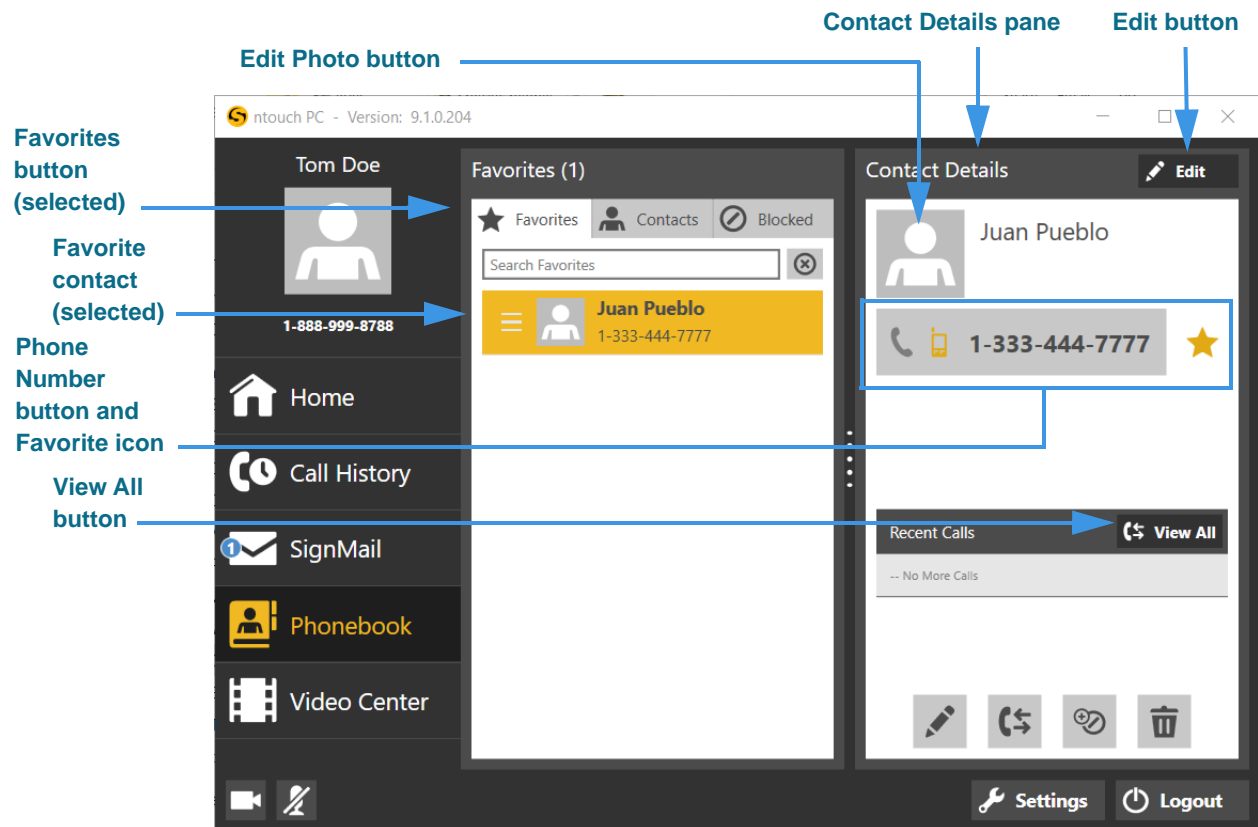 Contact Details pane
Edit button
Edit Photo button
ntouch PC - Version: 9.1.0.204
Favorites
button
(selected)
Favorite
contact
(selected)
Phone
Number
button and
Favorite icon
View All
button
Tom Doe
1-888-999-8788
Home
Call History
1
SignMail
Phonebook
Video Center
Favorites (1)
Favorites
Contacts
Blocked
Search Favorites
Juan Pueblo
1-333-444-7777
Contact Details
Edit
Juan Pueblo
1-333-444-7777
Recent Calls
View All
-- No More Calls
Settings
Logout